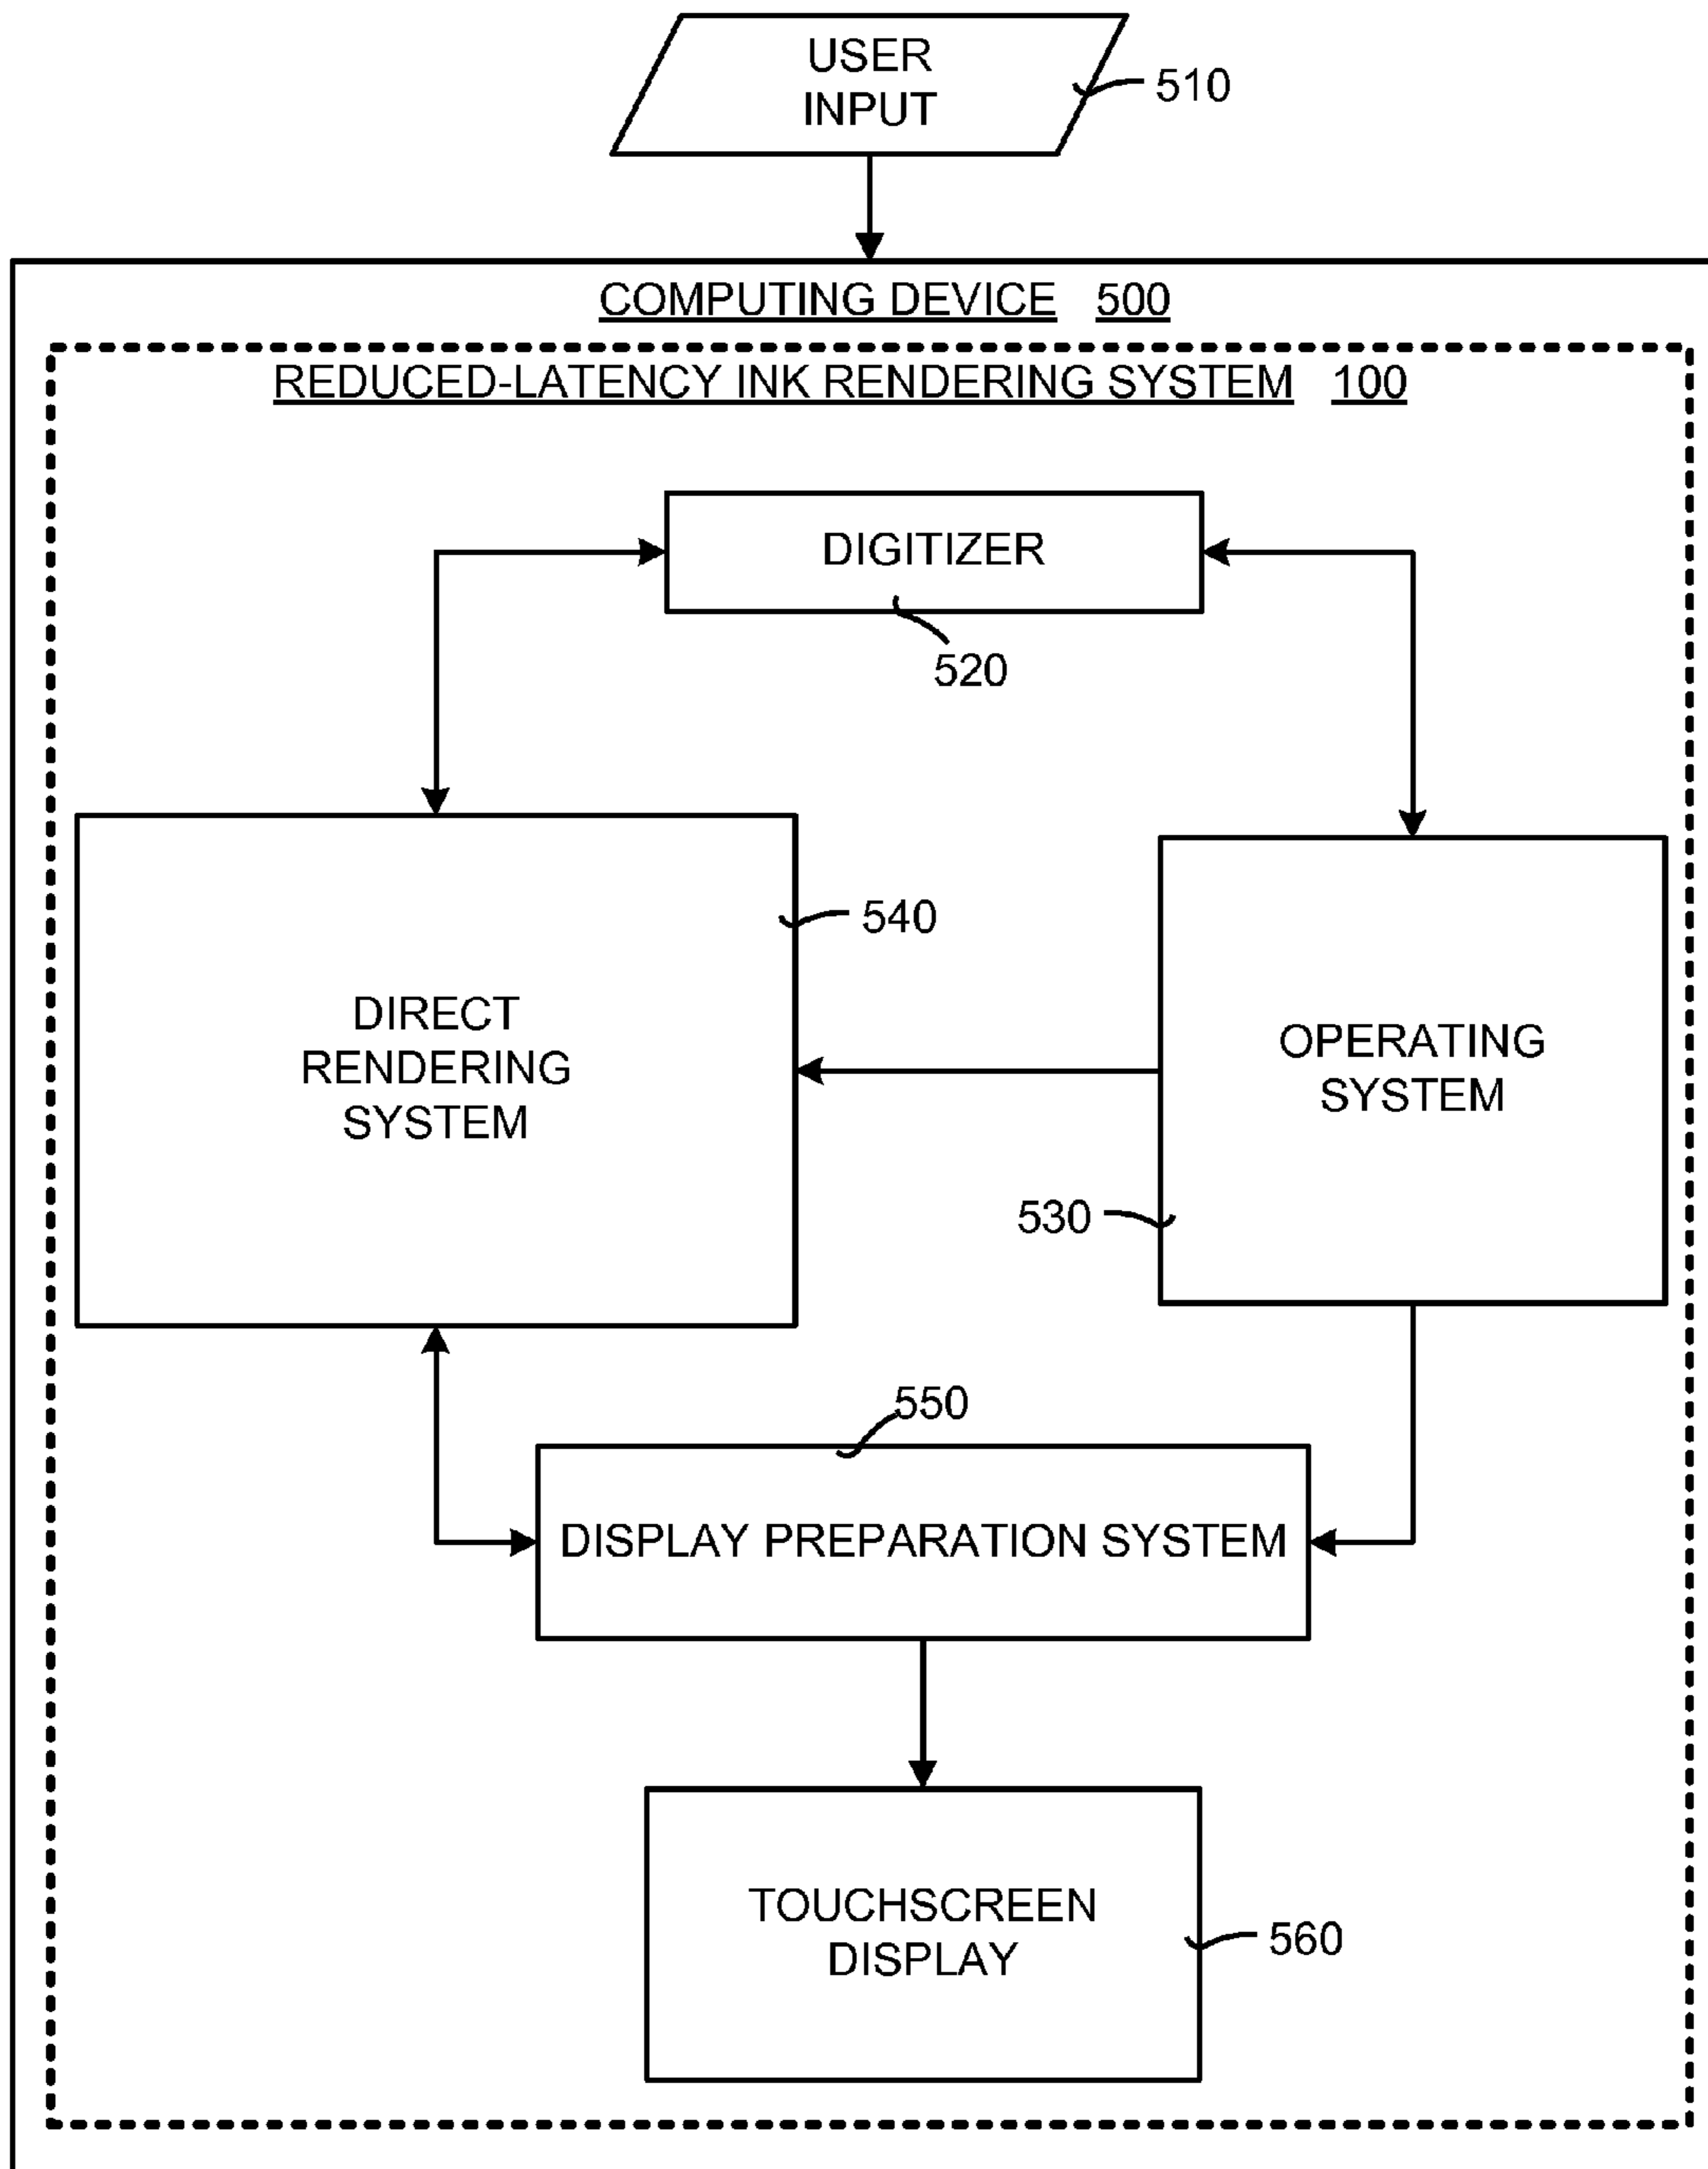 USER
INPUT
510
COMPUTING DEVICE 500
REDUCED-LATENCY INK RENDERING SYSTEM 100
DIGITIZER
520
540
DIRECT
RENDERING
SYSTEM
OPERATING
SYSTEM
530
550
DISPLAY PREPARATION SYSTEM
TOUCHSCREEN
DISPLAY
560